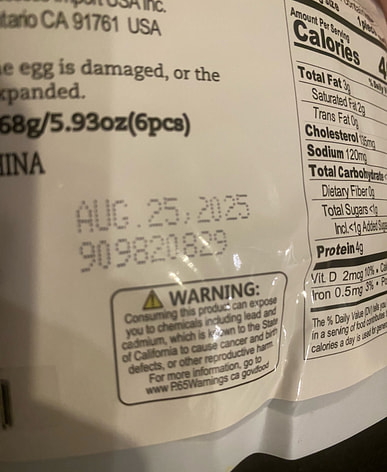 USA Inc.
tario CA 91761 USA
e egg is damaged, or the
xpanded.
68g/5.93oz(6pcs)
INA
AUG.25,2025
909820829
WARNING:
Consuming this product can expose
you to chemicals including lead and
cadmium, which is known to the State
of California to cause cancer and birth
defects, or other reproductive harm.
For more information, go to
www.P65Warnings.ca.gov/food
Amount Per Serving
Calories
Total Fat 3g
Saturated Fat 2g
Trans Fat 0g
Cholesterol
Sodium 120mg
Total Carbohydrate
Dietary Fiber 0g
Total Sugars <1g
Incl.<1g Added Suga
Protein 4g
Vit. D 2mcg 10% •
Iron 0.5mg 3% •
The % Daily Value (DV) tells you
in a serving of food contributes
calories a day is used for